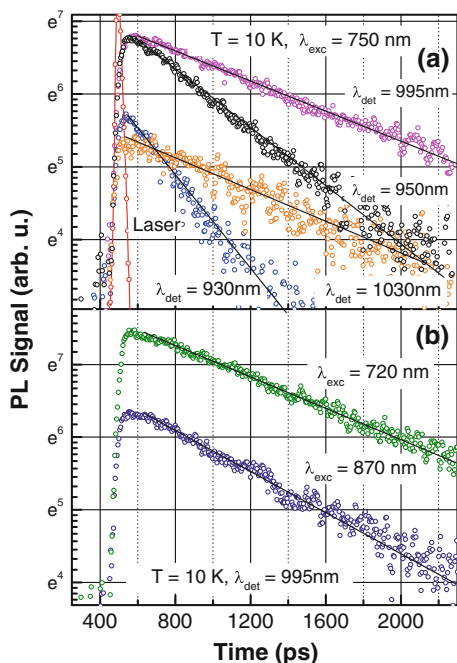 e⁷
T = 10 K, λexc = 750 nm (a)
e⁶
λdet = 995nm
e⁵
λdet = 950nm
Laser
e⁴
λdet = 930nm λdet = 1030nm
PL Signal (arb. u.)
(b)
e⁷
λexc = 720 nm
e⁶
λexc = 870 nm
e⁵
e⁴
T = 10 K, λdet = 995nm
400 800 1200 1600 2000
Time (ps)